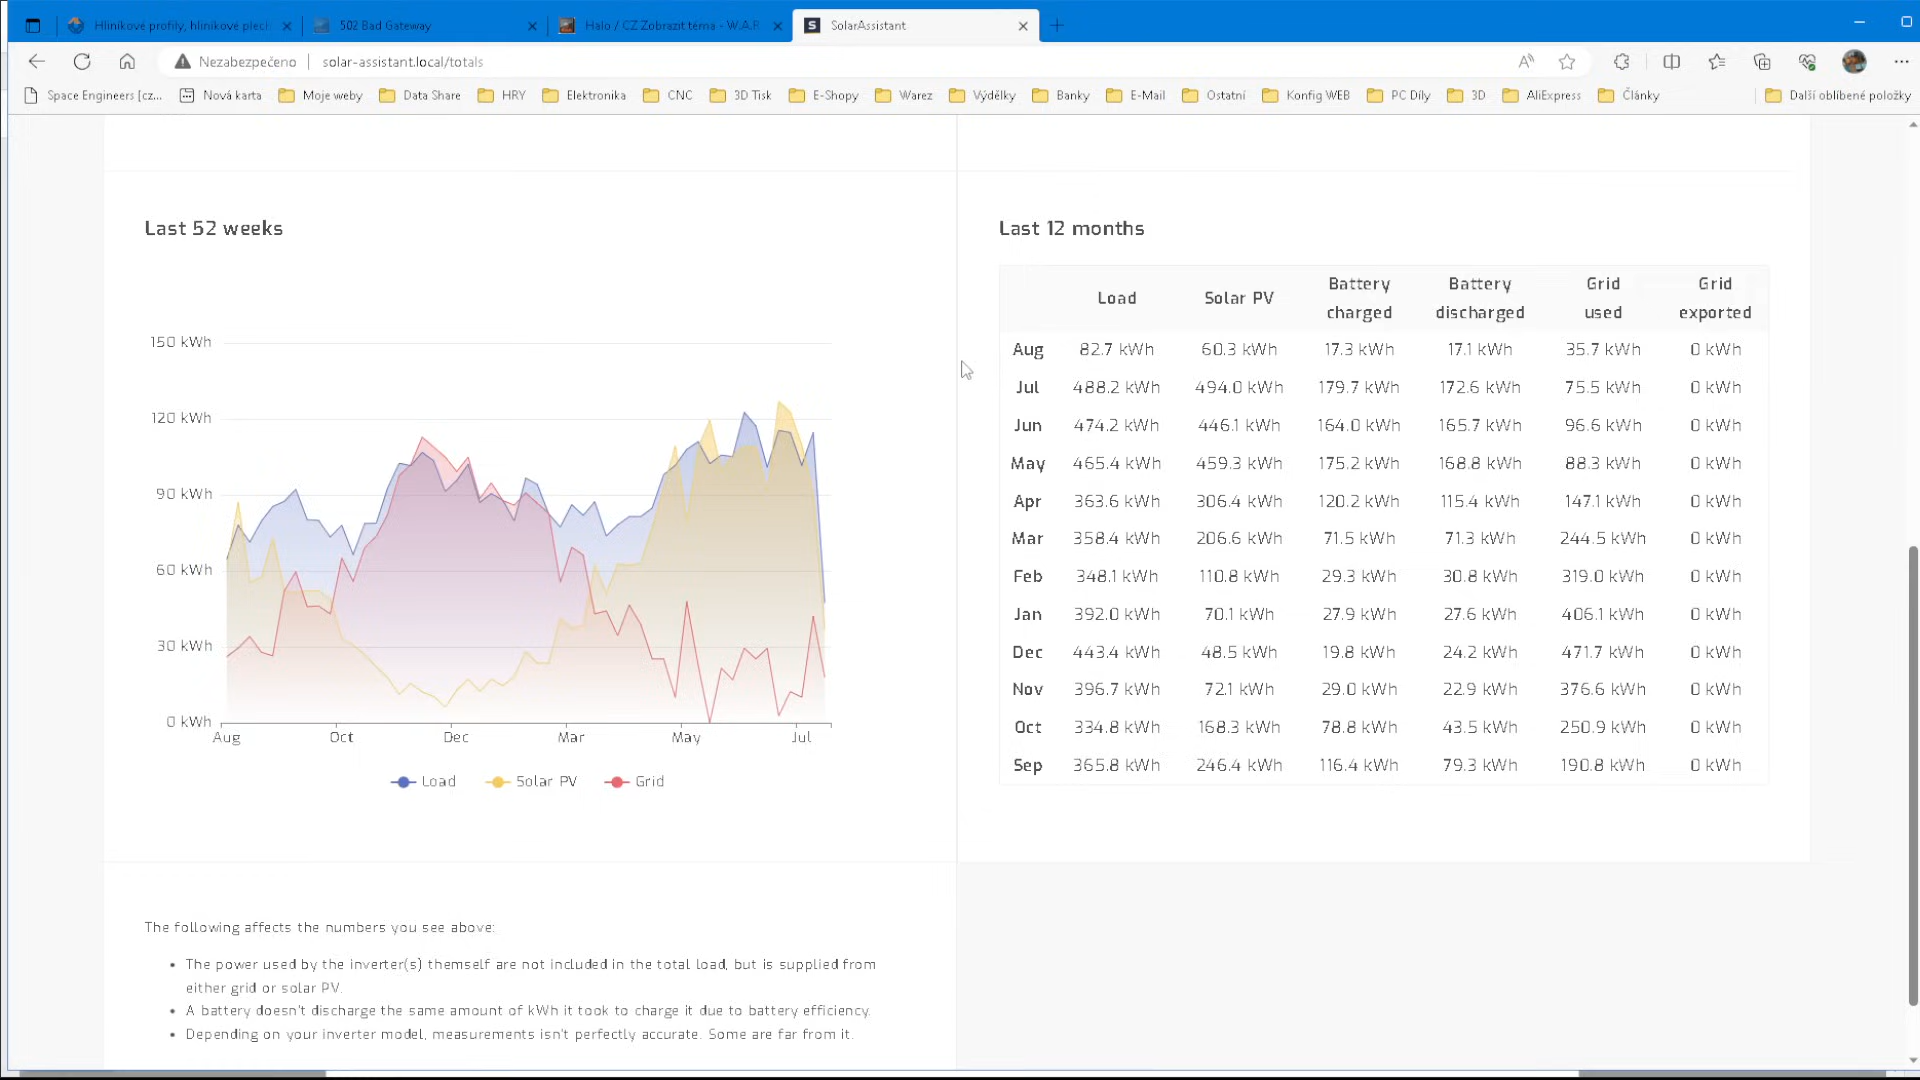 Hliníkové profily, hliníkové plech
502 Bad Gateway
Halo / CZ Zobrazit téma - W.A.R
SolarAssistant
Nezabezpečeno
solar-assistant.local/totals
Space Engineers [cz...
Nová karta
Moje weby
Data Share
HRY
Elektronika
CNC
3D Tisk
E-Shopy
Warez
Výdělky
Banky
E-Mail
Ostatní
Konfig WEB
PC Díly
3D
AliExpress
Články
Další oblíbené položky
Last 52 weeks
150 kWh
120 kWh
90 kWh
60 kWh
30 kWh
0 kWh
Aug Oct Dec Mar May Jul
Load Solar PV Grid
Last 12 months
Load Solar PV Battery charged Battery discharged Grid used Grid exported
Aug 82.7 kWh 60.3 kWh 17.3 kWh 17.1 kWh 35.7 kWh 0 kWh
Jul 488.2 kWh 494.0 kWh 179.7 kWh 172.6 kWh 75.5 kWh 0 kWh
Jun 474.2 kWh 446.1 kWh 164.0 kWh 165.7 kWh 96.6 kWh 0 kWh
May 465.4 kWh 459.3 kWh 175.2 kWh 168.8 kWh 88.3 kWh 0 kWh
Apr 363.6 kWh 306.4 kWh 120.2 kWh 115.4 kWh 147.1 kWh 0 kWh
Mar 358.4 kWh 206.6 kWh 71.5 kWh 71.3 kWh 244.5 kWh 0 kWh
Feb 348.1 kWh 110.8 kWh 29.3 kWh 30.8 kWh 319.0 kWh 0 kWh
Jan 392.0 kWh 70.1 kWh 27.9 kWh 27.6 kWh 406.1 kWh 0 kWh
Dec 443.4 kWh 48.5 kWh 19.8 kWh 24.2 kWh 471.7 kWh 0 kWh
Nov 396.7 kWh 72.1 kWh 29.0 kWh 22.9 kWh 376.6 kWh 0 kWh
Oct 334.8 kWh 168.3 kWh 78.8 kWh 43.5 kWh 250.9 kWh 0 kWh
Sep 365.8 kWh 246.4 kWh 116.4 kWh 79.3 kWh 190.8 kWh 0 kWh
The following affects the numbers you see above:
• The power used by the inverter(s) themself are not included in the total load, but is supplied from
either grid or solar PV.
• A battery doesn't discharge the same amount of kWh it took to charge it due to battery efficiency.
• Depending on your inverter model, measurements isn't perfectly accurate. Some are far from it.